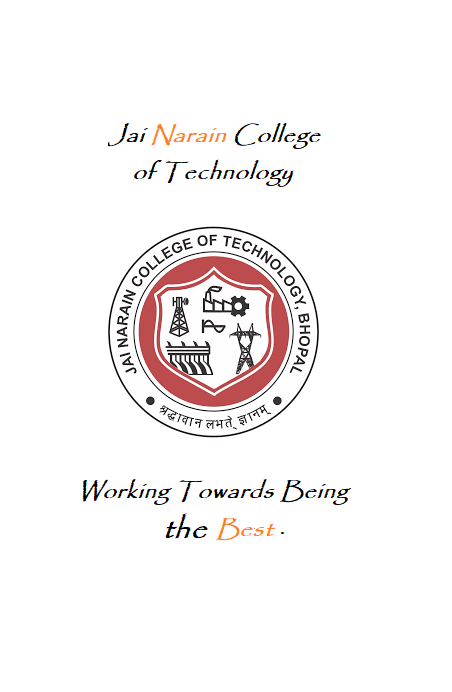 Jai Narain College
of Technology
JAI NARAIN COLLEGE OF TECHNOLOGY, BHOPAL
श्रद्धावान लभते् ज्ञानम्
Working Towards Being
the Best.